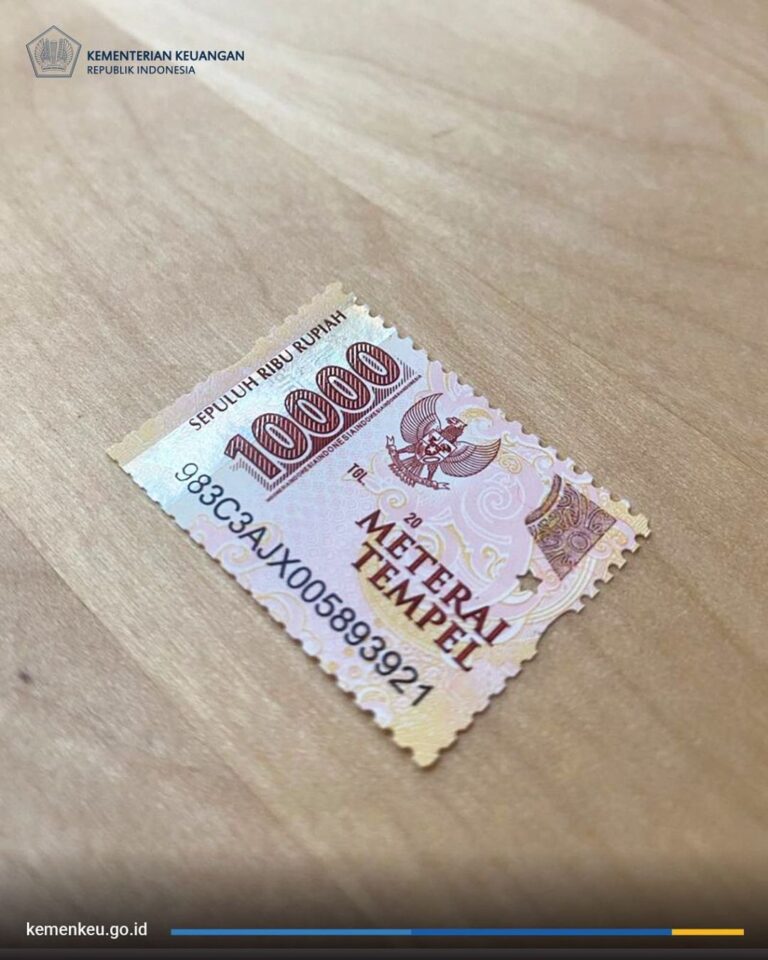 KEMENTERIAN KEUANGAN
REPUBLIK INDONESIA
SEPULUH RIBU RUPIAH
10000
TGL.
20
METERAI
TEMPEL
983C3AJX005893921
kemenkeu.go.id